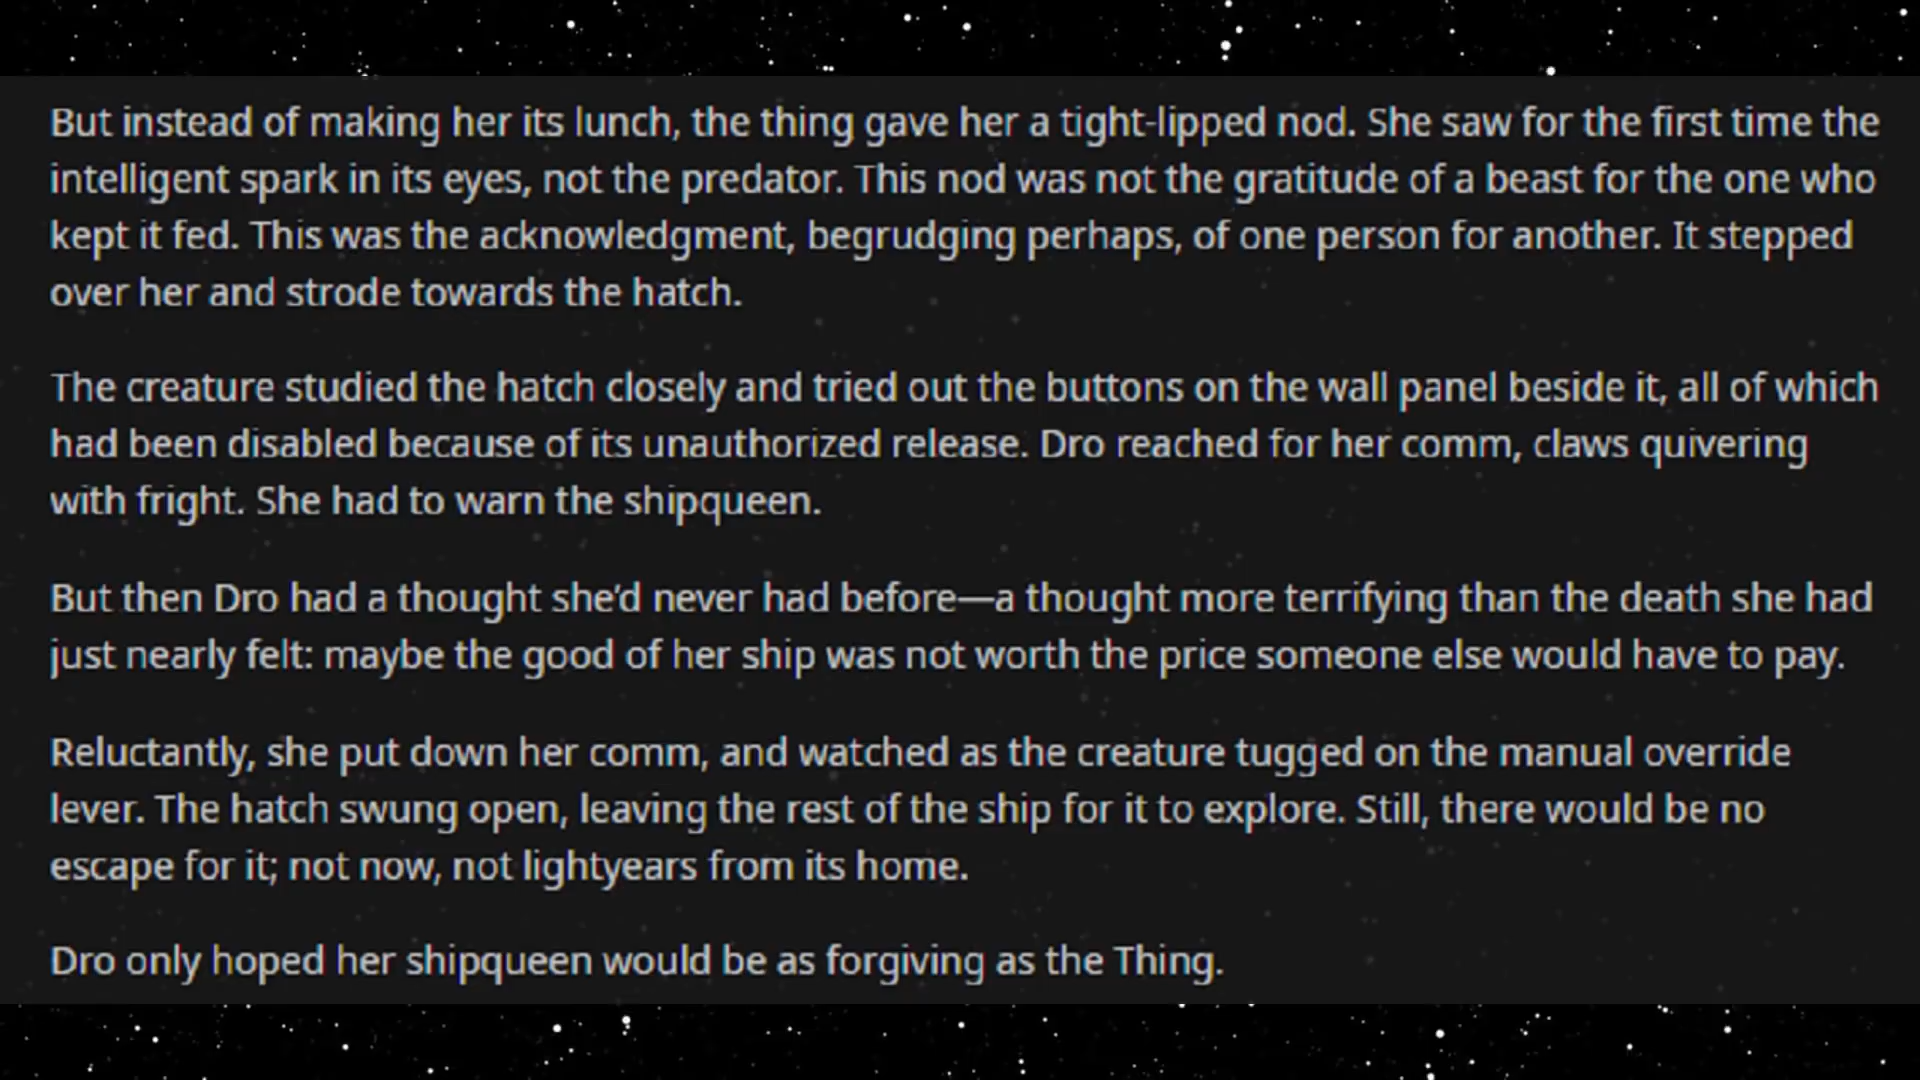 But instead of making her its lunch, the thing gave her a tight-lipped nod. She saw for the first time the
intelligent spark in its eyes, not the predator. This nod was not the gratitude of a beast for the one who
kept it fed. This was the acknowledgment, begrudging perhaps, of one person for another. It stepped
over her and strode towards the hatch.
The creature studied the hatch closely and tried out the buttons on the wall panel beside it, all of which
had been disabled because of its unauthorized release. Dro reached for her comm, claws quivering
with fright. She had to warn the shipqueen.
But then Dro had a thought she’d never had before—a thought more terrifying than the death she had
just nearly felt: maybe the good of her ship was not worth the price someone else would have to pay.
Reluctantly, she put down her comm, and watched as the creature tugged on the manual override
lever. The hatch swung open, leaving the rest of the ship for it to explore. Still, there would be no
escape for it; not now, not lightyears from its home.
Dro only hoped her shipqueen would be as forgiving as the Thing.